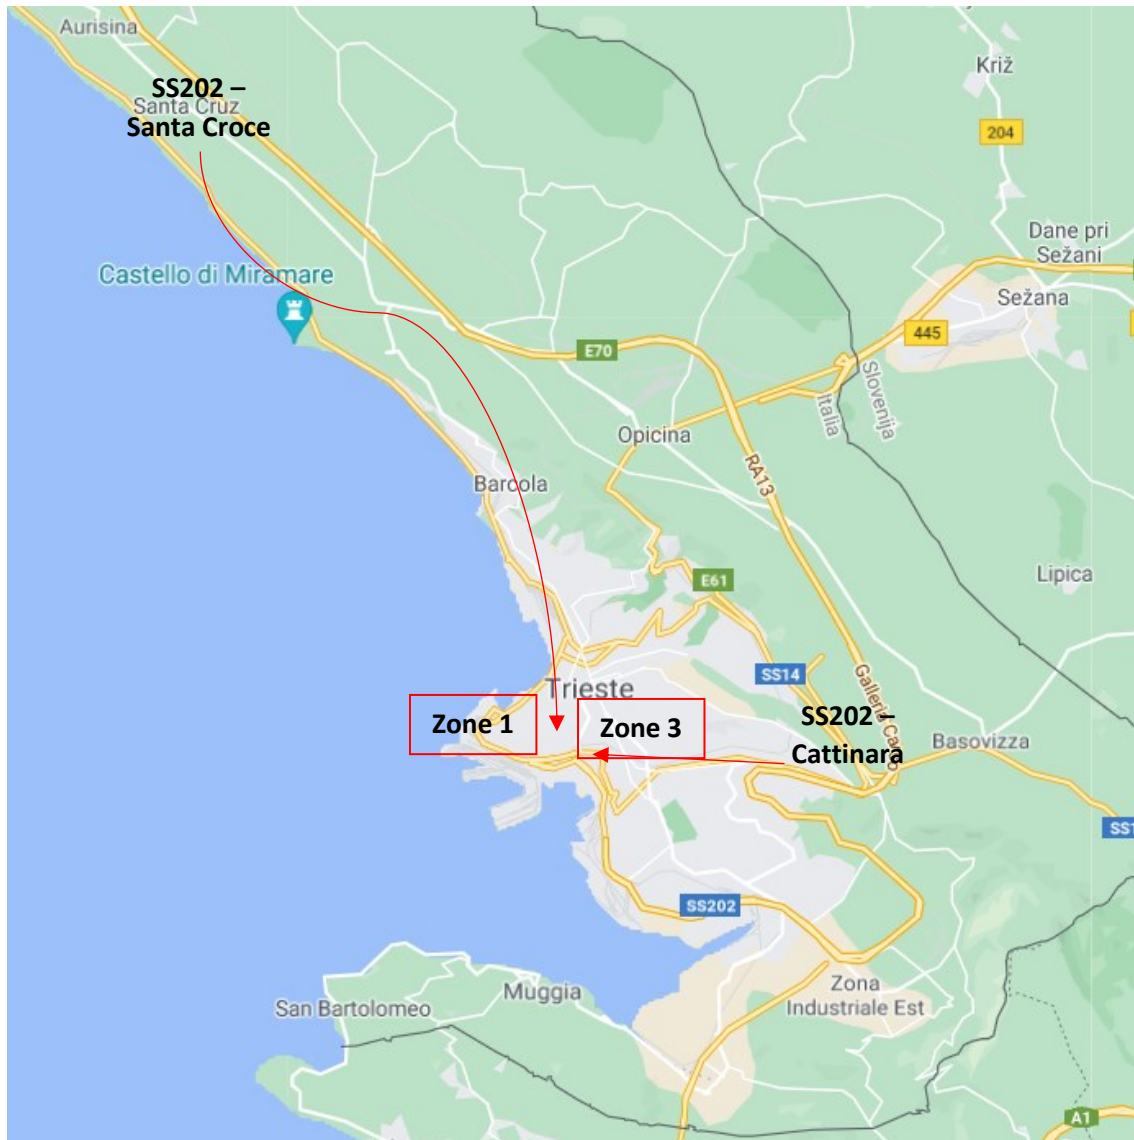 Aurisina
SS202 –
Santa Cruz
Santa Croce
Križ
204
Dane pri
Sežani
Castello di Miramare
Sežana
445
E70
Slovenija
Italia
Opicina
RA13
Barcola
E61
Lipica
SS14
Galleria Ca
Trieste
Zone 1
Zone 3
SS202 –
Cattinara
Basovizza
SS1
SS202
Zona
Industriale Est
Muggia
San Bartolomeo
A1